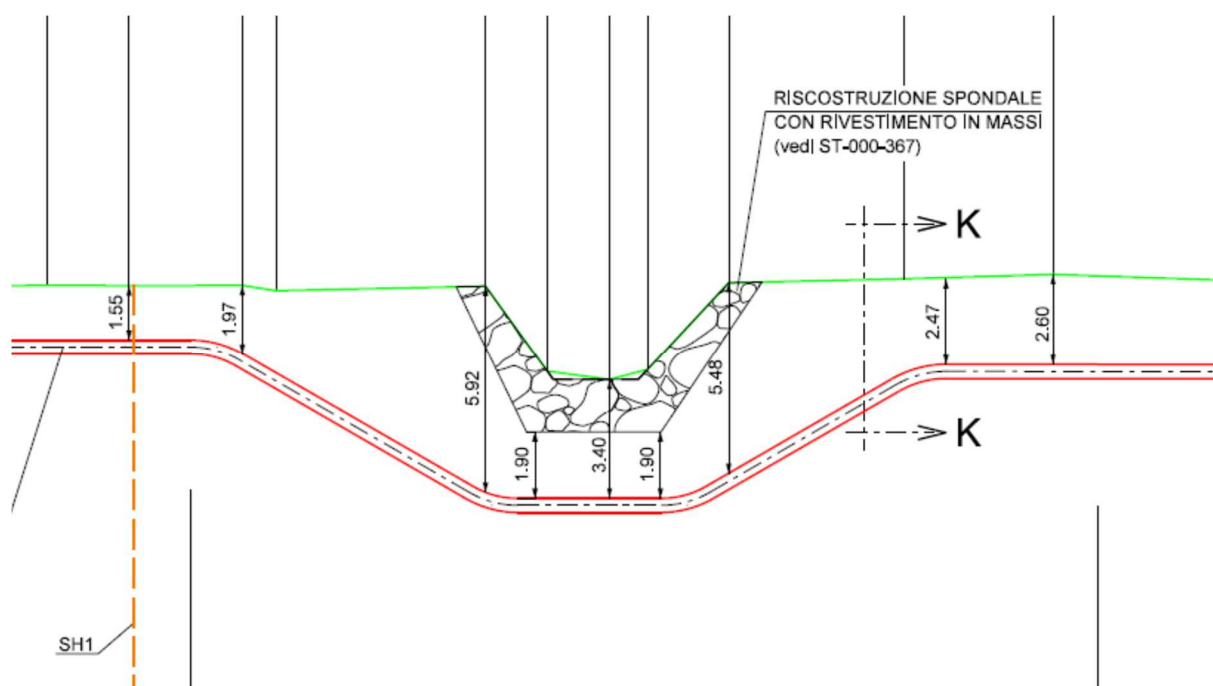 RISCOSTRUZIONE SPONDALE
CON RIVESTIMENTO IN MASSI
(vedi ST-000-367)
K
K
1.55
1.97
5.92
1.90
3.40
1.90
5.48
2.47
2.60
SH1